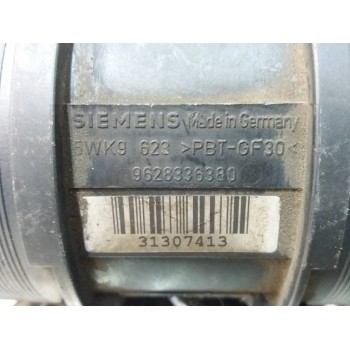 SIEMENS Made in Germany
5WK9 623 >PBT-GF30<
9628336380
31307413